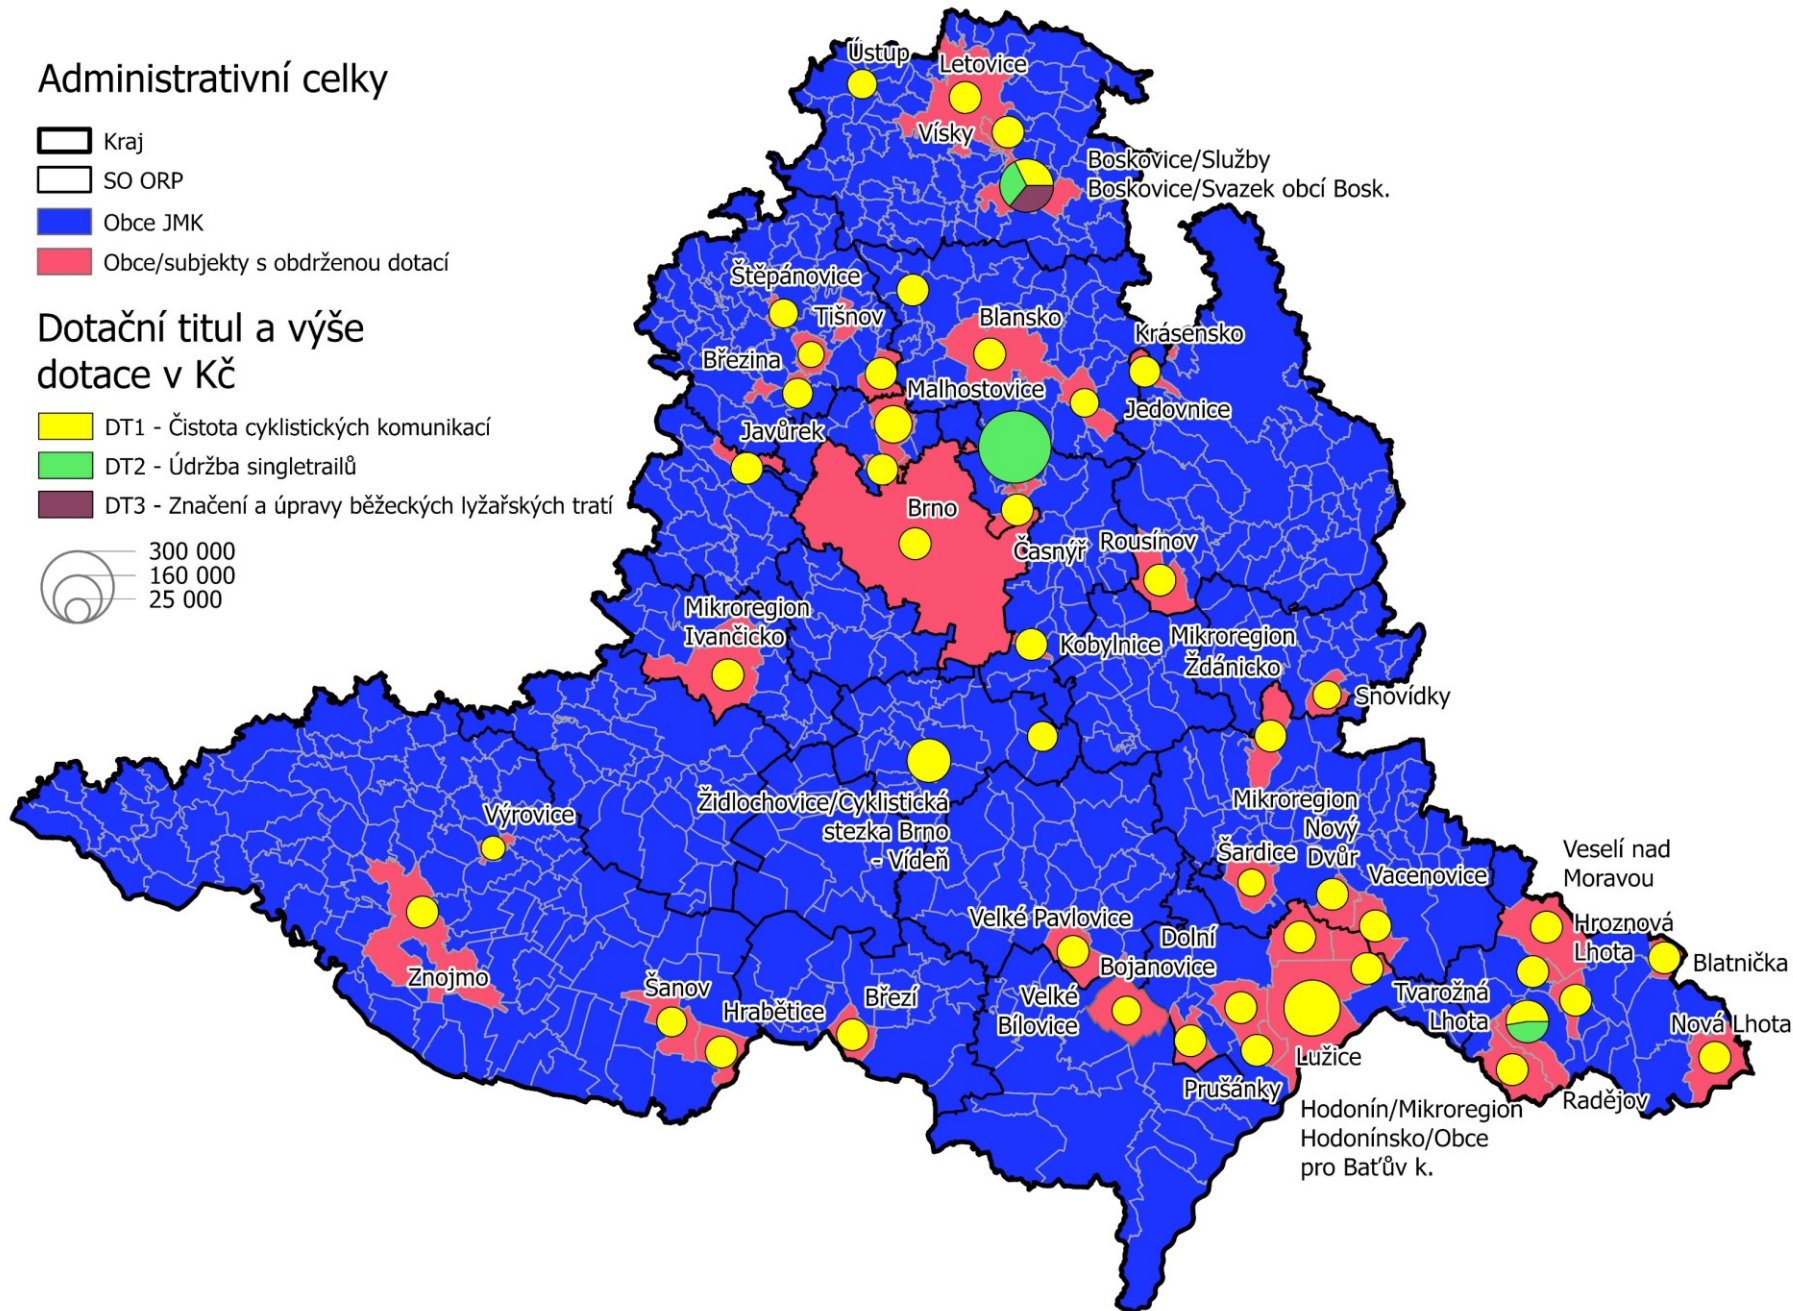 Administrativní celky
Kraj
SO ORP
Obce JMK
Obce/subjekty s obdrženou dotací
Dotační titul a výše
dotace v Kč
DT1 - Čistota cyklistických komunikací
DT2 - Údržba singletrailů
DT3 - Značení a úpravy běžeckých lyžařských tratí
300 000
160 000
25 000
Ústup
Letovice
Vísky
Boskovice/Služby
Boskovice/Svazek obcí Bosk.
Štěpánovice
Tišnov
Blansko
Krásensko
Březina
Malhostovice
Jedovnice
Javůrek
Brno
Časnýř
Rousínov
Mikroregion
Ivančicko
Kobylnice
Mikroregion
Ždánicko
Snovídky
Židlochovice/Cyklistická
stezka Brno
- Vídeň
Výrovice
Mikroregion
Nový
Dvůr
Šardice
Vacenovice
Veselí nad
Moravou
Hroznová
Lhota
Blatnička
Velké Pavlovice
Dolní
Bojanovice
Znojmo
Šanov
Hrabětice
Březí
Velké
Bílovice
Tvarožná
Lhota
Nová Lhota
Lužice
Prušánky
Radějov
Hodonín/Mikroregion
Hodonínsko/Obce
pro Baťův k.